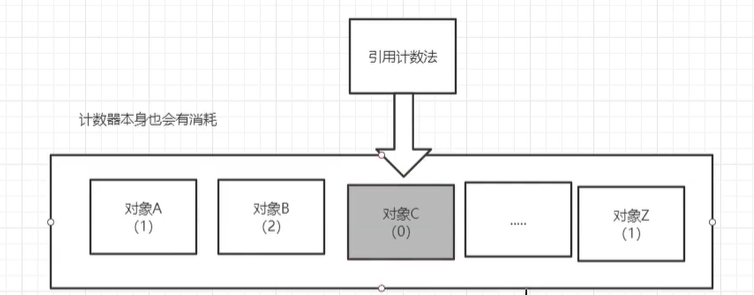 引用计数法
计数器本身也会有消耗
对象A
(1)
对象B
(2)
对象C
(0)
.....
对象Z
(1)